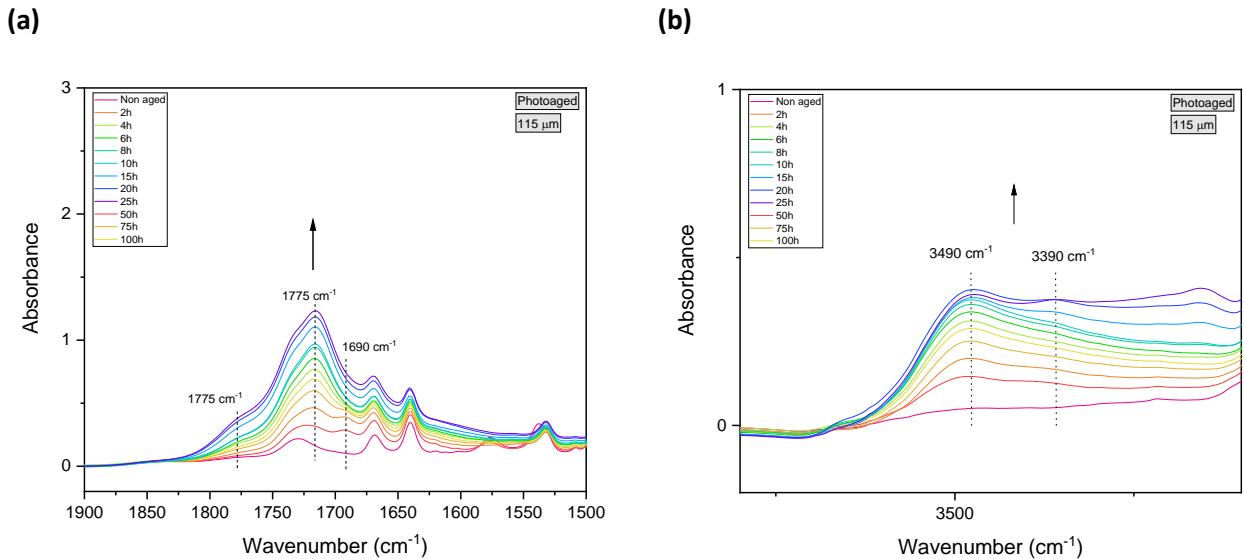 (a)
3
2
1
0
1900
1850
1800
1750
1700
1650
1600
1550
1500
Absorbance
Wavenumber (cm⁻¹)
Non aged
2h
4h
6h
8h
10h
15h
20h
25h
50h
75h
100h
Photoaged
115 μm
1775 cm⁻¹
1690 cm⁻¹
1775 cm⁻¹
(b)
1
0
3500
Absorbance
Wavenumber (cm⁻¹)
Non aged
2h
4h
6h
8h
10h
15h
20h
25h
50h
75h
100h
Photoaged
115 μm
3490 cm⁻¹
3390 cm⁻¹